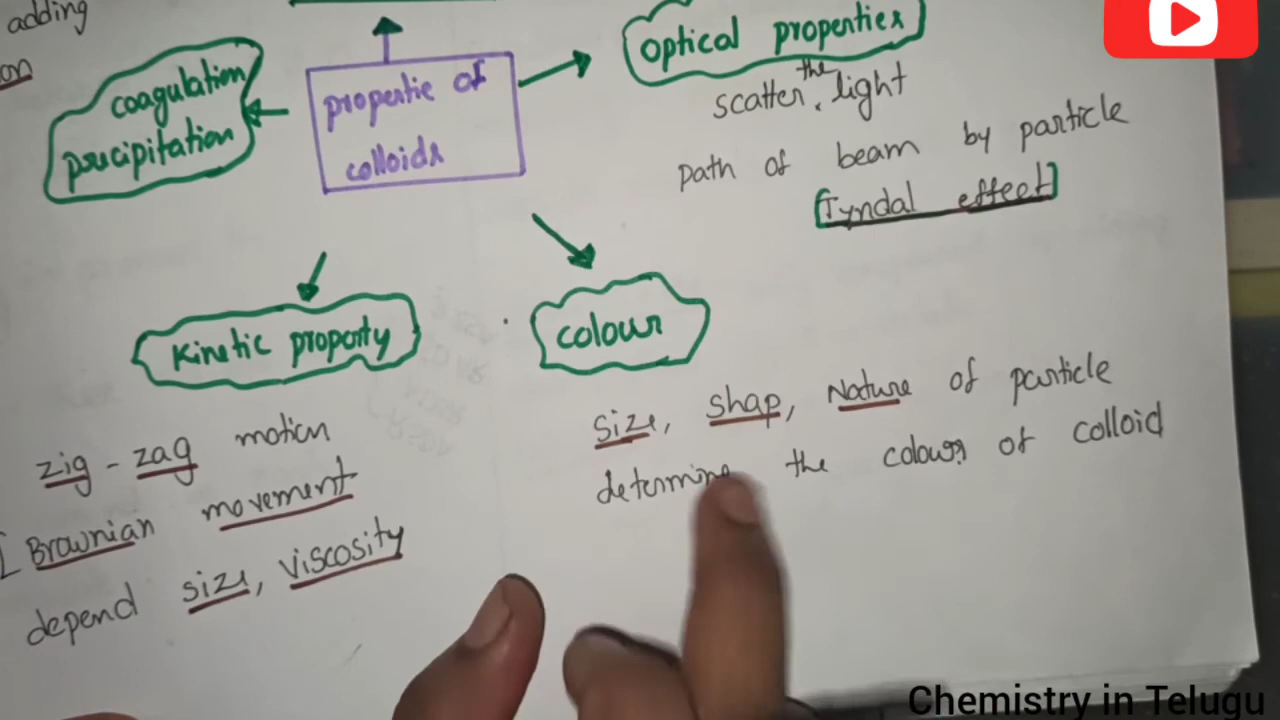 adding
on
coagulation
precipitation
propertie of
colloids
optical properties
scatter the light
path of beam by particle
[Tyndal effect]
Kinetic property
colour
zig - zag motion
[Brownian movement
depend size, viscosity
Size, shap, Nature of particle
determine the colour of colloid
Chemistry in Telugu